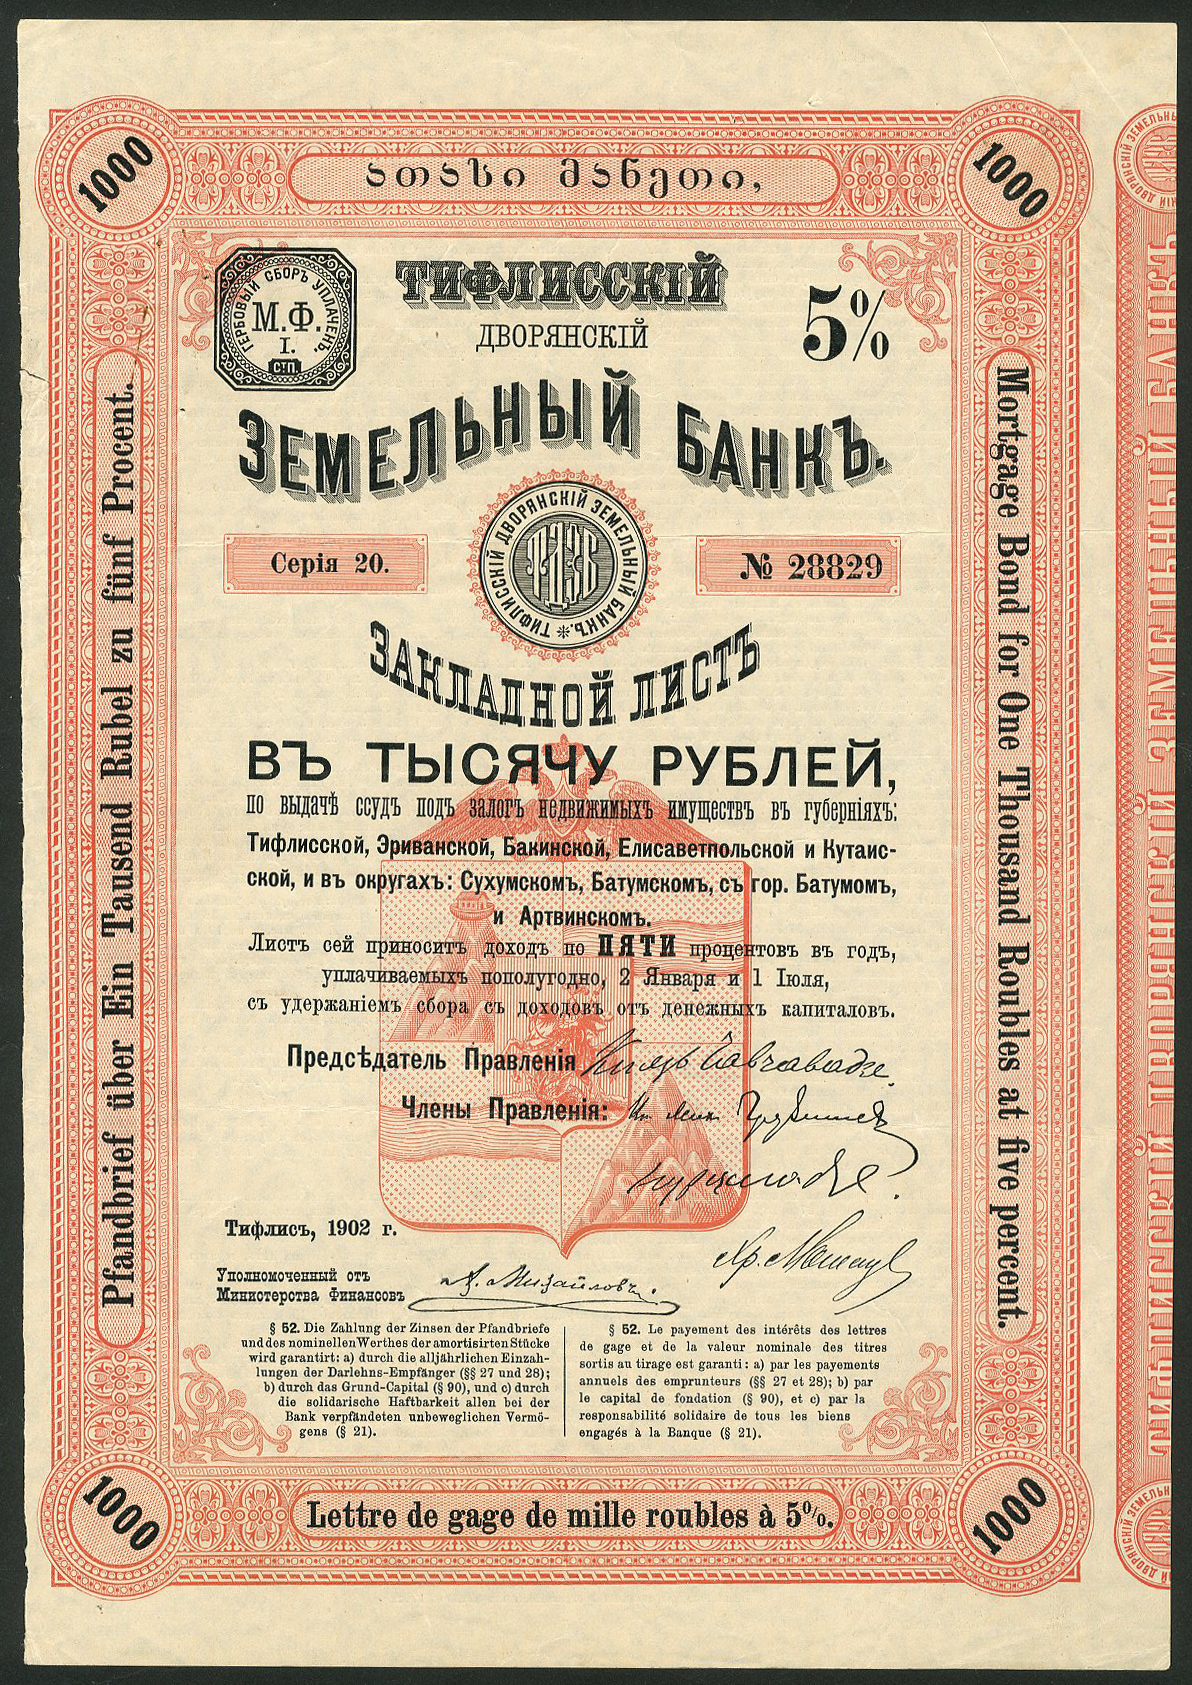 ათასი მანეთი,
1000
1000
ГЕРБОВЫЙ СБОРЪ УПЛАЧЕНЪ.
М.Ф.
I.
СТП.
ТИФЛИССКІЙ
ДВОРЯНСКІЙ
5%
ЗЕМЕЛЬНЫЙ БАНКЪ.
Серія 20.
ТИФЛИССКІЙ ДВОРЯНСКІЙ ЗЕМЕЛЬНЫЙ БАНКЪ.
ТДЗБ
№ 28829
ЗАКЛАДНОЙ ЛИСТЪ
ВЪ ТЫСЯЧУ РУБЛЕЙ,
по выдачѣ ссудъ подъ залогъ недвижимыхъ имуществъ въ губерніяхъ:
Тифлисской, Эриванской, Бакинской, Елисаветпольской и Кутаис-
ской, и въ округахъ: Сухумскомъ, Батумскомъ, съ гор. Батумомъ,
и Артвинскомъ.
Листъ сей приноситъ доходъ по ПЯТИ процентовъ въ годъ,
уплачиваемыхъ пополугодно, 2 Января и 1 Іюля,
съ удержаніемъ сбора съ доходовъ отъ денежныхъ капиталовъ.
Предсѣдатель Правленія Князь Чавчавадзе
Члены Правленія:
Тифлисъ, 1902 г.
Уполномоченный отъ
Министерства Финансовъ
А. Михайловъ
§ 52. Die Zahlung der Zinsen der Pfandbriefe
und des nominellen Werthes der amortisirten Stücke
wird garantirt: a) durch die alljährlichen Einzah-
lungen der Darlehns-Empfänger (§§ 27 und 28);
b) durch das Grund-Capital (§ 90), und c) durch
die solidarische Haftbarkeit allen bei der
Bank verpfändeten unbeweglichen Vermö-
gens (§ 21).
§ 52. Le payement des intérêts des lettres
de gage et de la valeur nominale des titres
sortis au tirage est garanti: a) par les payements
annuels des emprunteurs (§§ 27 et 28); b) par
le capital de fondation (§ 90), et c) par la
responsabilité solidaire de tous les biens
engagés à la Banque (§ 21).
Pfandbrief über Ein Tausend Rubel zu fünf Procent.
Mortgage Bond for One Thousand Roubles at five percent.
1000
Lettre de gage de mille roubles à 5%.
1000
ТИФЛИССКІЙ ДВОРЯНСКІЙ ЗЕМЕЛЬНЫЙ БАНКЪ